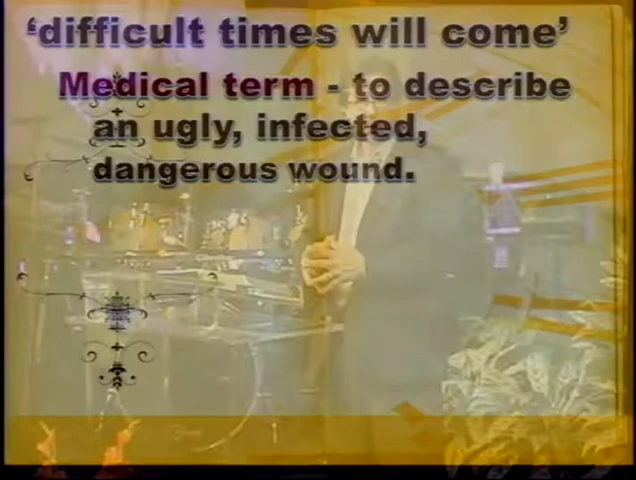 ‘difficult times will come’
Medical term - to describe
an ugly, infected,
dangerous wound.